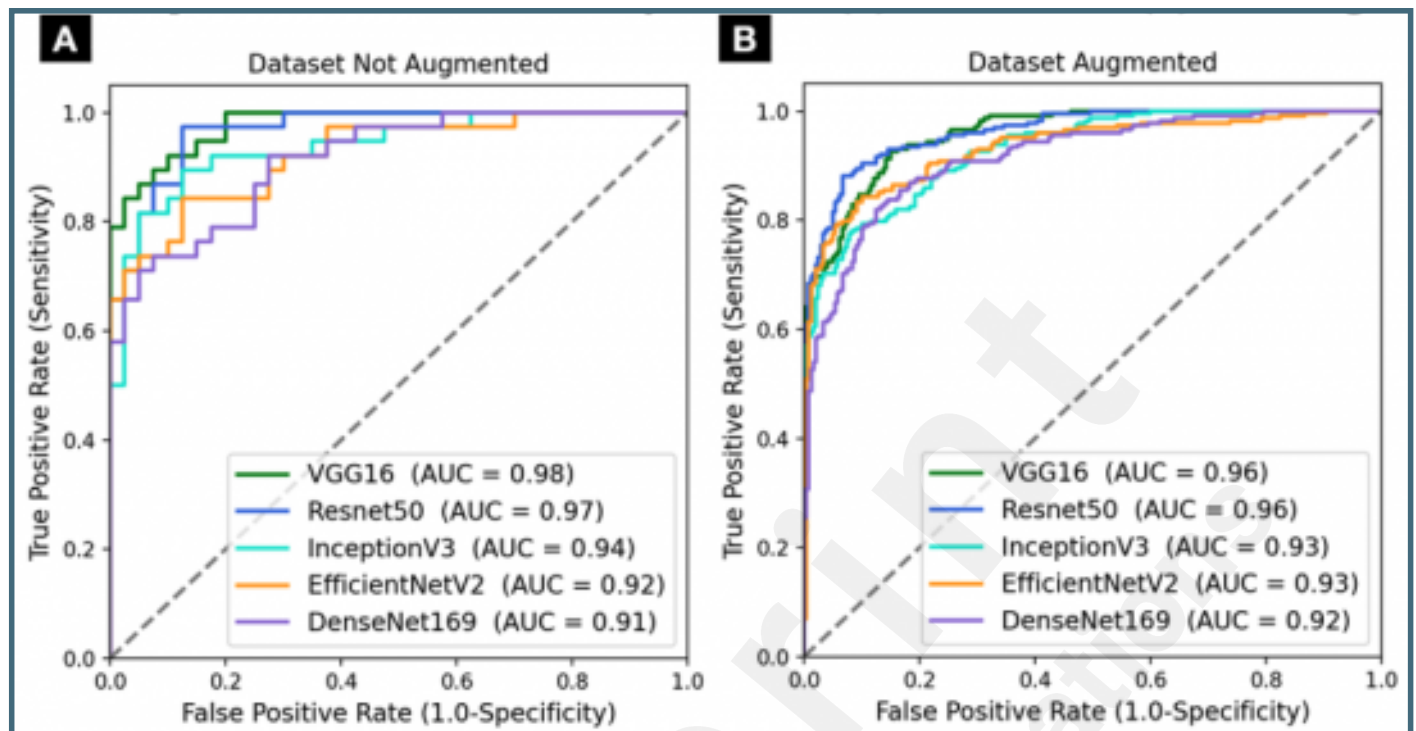 A
Dataset Not Augmented
True Positive Rate (Sensitivity)
1.0
0.8
0.6
0.4
0.2
0.0
VGG16 (AUC = 0.98)
Resnet50 (AUC = 0.97)
InceptionV3 (AUC = 0.94)
EfficientNetV2 (AUC = 0.92)
DenseNet169 (AUC = 0.91)
0.0 0.2 0.4 0.6 0.8 1.0
False Positive Rate (1.0-Specificity)
B
Dataset Augmented
True Positive Rate (Sensitivity)
1.0
0.8
0.6
0.4
0.2
0.0
VGG16 (AUC = 0.96)
Resnet50 (AUC = 0.96)
InceptionV3 (AUC = 0.93)
EfficientNetV2 (AUC = 0.93)
DenseNet169 (AUC = 0.92)
0.0 0.2 0.4 0.6 0.8 1.0
False Positive Rate (1.0-Specificity)